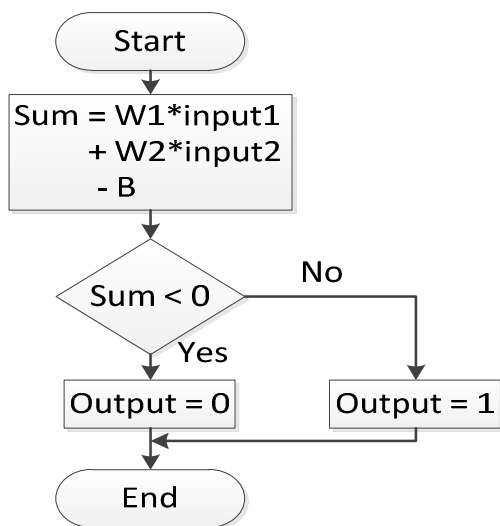 Start
Sum = W1*input1
+ W2*input2
- B
Sum < 0
No
Yes
Output = 0
Output = 1
End